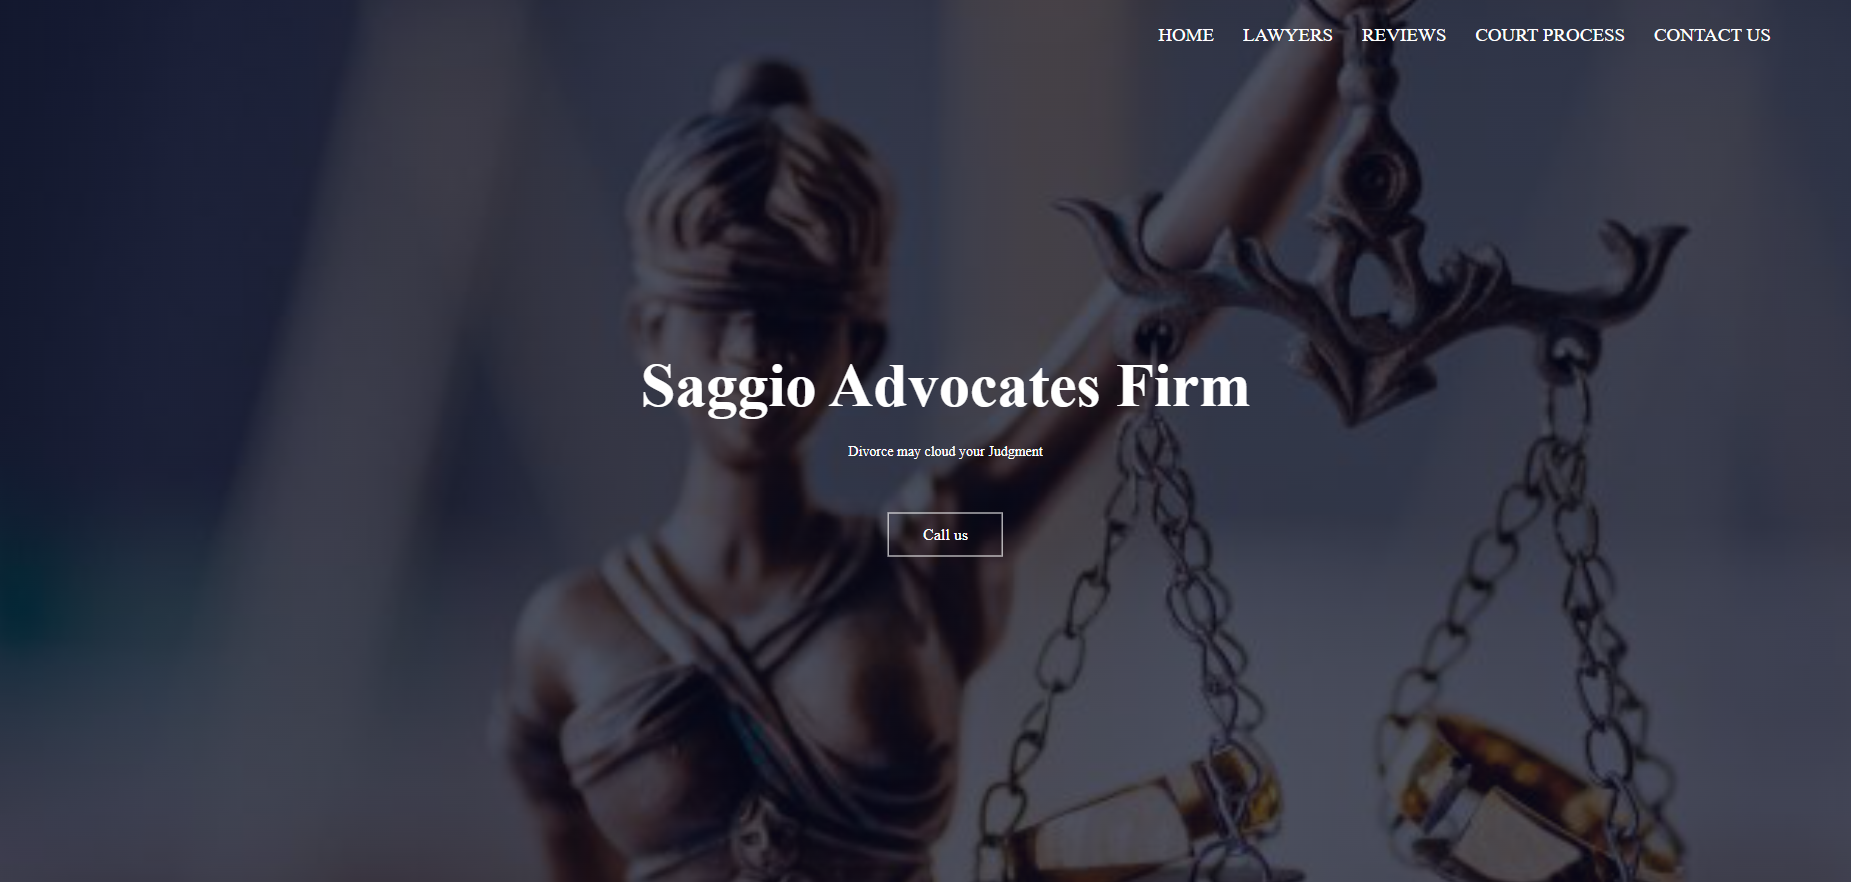 HOME LAWYERS REVIEWS COURT PROCESS CONTACT US
Saggio Advocates Firm
Divorce may cloud your Judgment
Call us